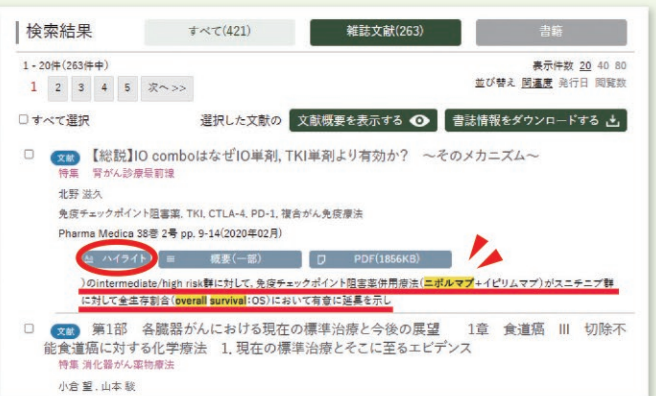 検索結果
すべて(421)
雑誌文献(263)
書籍
1 - 20件(263件中)
表示件数 20 40 80
1 2 3 4 5 次へ>>
並び替え 関連度 発行日 閲覧数
すべて選択
選択した文献の 文献概要を表示する 書誌情報をダウンロードする
文献 【総説】IO comboはなぜIO単剤, TKI単剤より有効か? ～そのメカニズム～
特集 腎がん診療最前線
北野 滋久
免疫チェックポイント阻害薬, TKI, CTLA-4, PD-1, 複合がん免疫療法
Pharma Medica 38巻 2号 pp. 9-14(2020年02月)
ハイライト 概要(一部) PDF(1856KB)
)のintermediate/high risk群に対して, 免疫チェックポイント阻害薬併用療法(ニボルマブ+イピリムマブ)がスニチニブ群
に対して全生存割合(overall survival:OS)において有意に延長を示し
文献 第1部 各臓器がんにおける現在の標準治療と今後の展望 1章 食道癌 III 切除不
能食道癌に対する化学療法 1. 現在の標準治療とそこに至るエビデンス
特集 消化器がん薬物療法
小倉 望, 山本 駿